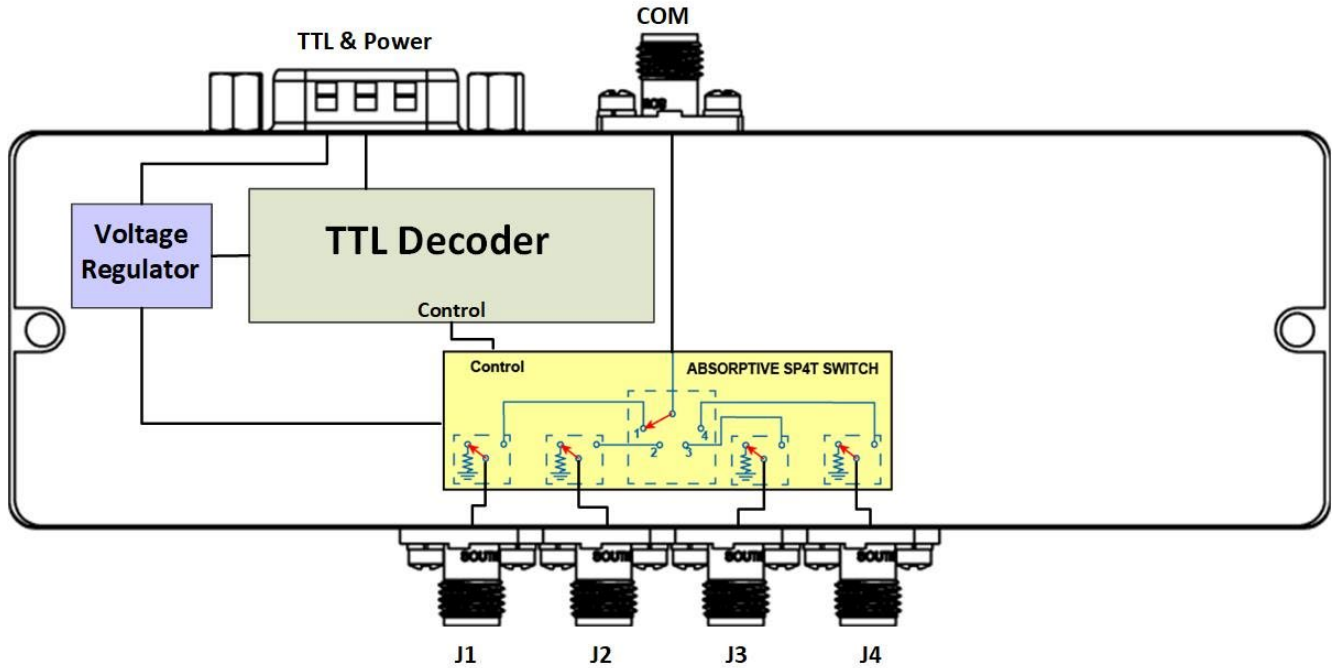 COM
TTL & Power
Voltage
Regulator
TTL Decoder
Control
Control
ABSORPTIVE SP4T SWITCH
1
2
3
4
J1
J2
J3
J4